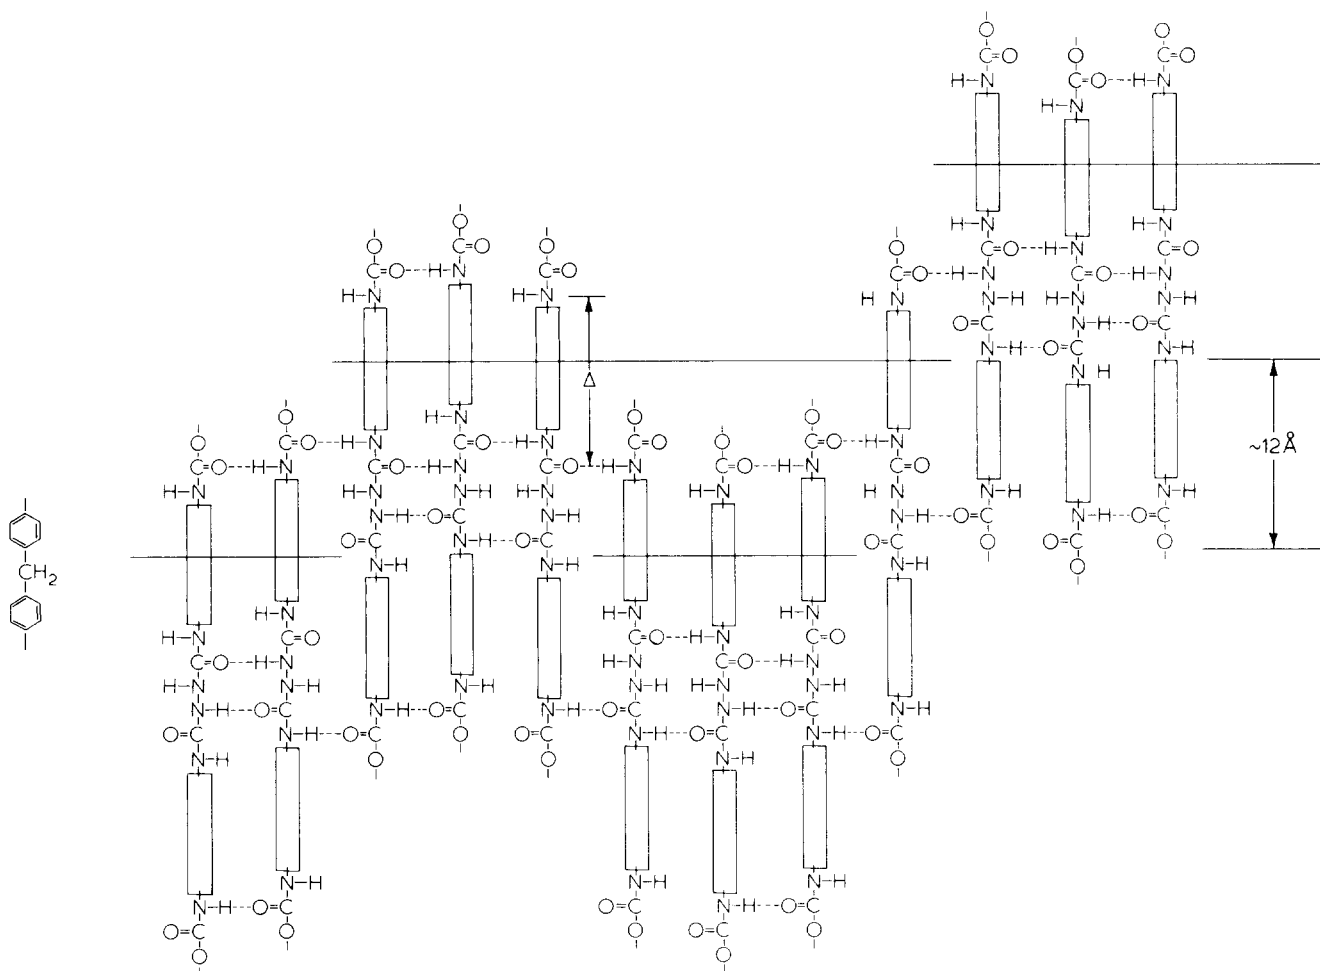 O O
C=O O C=O
H-N C=O---H-N
H-N
O H-N H-N
O C=O O O C=O---H-N C=O
C=O---H-N C=O C=O---H-N C=O---H-N
H-N H-N H N N-H H-N N-H
O=C N-H---O=C
N-H---O=C N-H
Δ N H
O H-N O O
O C=O---H-N C=O---H-N C=O O C=O---H-N ~12Å
C=O---H-N C=O---H-N C=O---H-N C=O---H-N C=O
H-N H-N N-H H-N H-N H N N-H N-H
N-H---O=C N-H N-H---O=C N-H---O=C
O=C N-H---O=C O=C O O=C O
N-H N-H N-H O
CH2
H-N H-N H-N
H-N C=O C=O---H-N C=O
C=O---H-N H-N C=O---H-N
H-N N-H N-H N-H H-N N-H
N-H---O=C N-H---O=C N-H---O=C N-H---O=C N-H
O=C N-H---O=C O O=C N-H---O=C N-H---O=C
N-H O O N-H O
N-H N-H N-H
N-H---O=C O=C N-H---O=C
O=C O O O=C O
O O